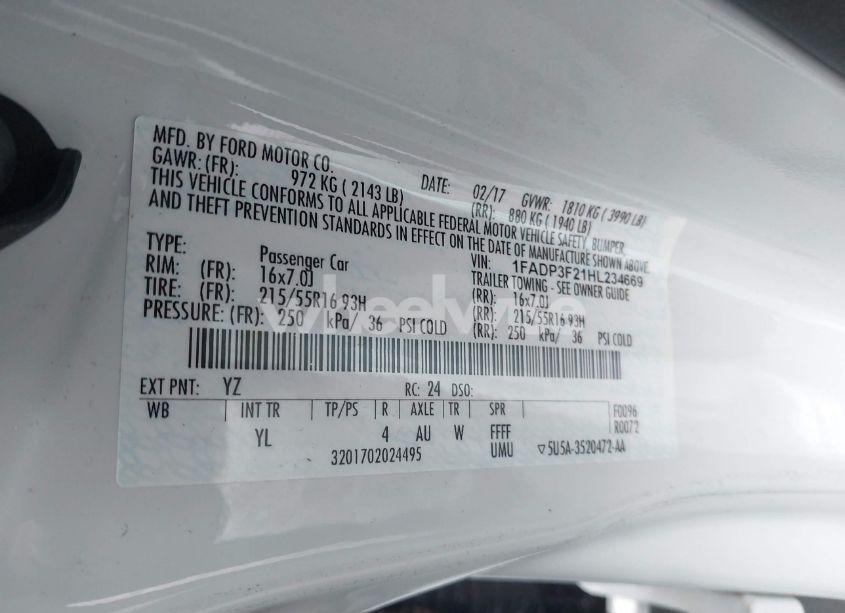 MFD. BY FORD MOTOR CO. DATE: 02/17 GVWR: 1810 KG ( 3990 LB)
GAWR: (FR): 972 KG ( 2143 LB) (RR): 880 KG ( 1940 LB)
THIS VEHICLE CONFORMS TO ALL APPLICABLE FEDERAL MOTOR VEHICLE SAFETY, BUMPER,
AND THEFT PREVENTION STANDARDS IN EFFECT ON THE DATE OF MANUFACTURE SHOWN ABOVE.
VIN: 1FADP3F21HL234669
TYPE: Passenger Car TRAILER TOWING - SEE OWNER GUIDE
RIM: (FR): 16x7.0J (RR): 16x7.0J
TIRE: (FR): 215/55R16 93H (RR): 215/55R16 93H
PRESSURE: (FR): 250 kPa/ 36 PSI COLD (RR): 250 kPa/ 36 PSI COLD
EXT PNT: YZ RC: 24 DSO:
WB INT TR TP/PS R AXLE TR SPR F0096
R0072
YL 4 AU W FFFF
3201702024495 UMU 5U5A-3520472-AA